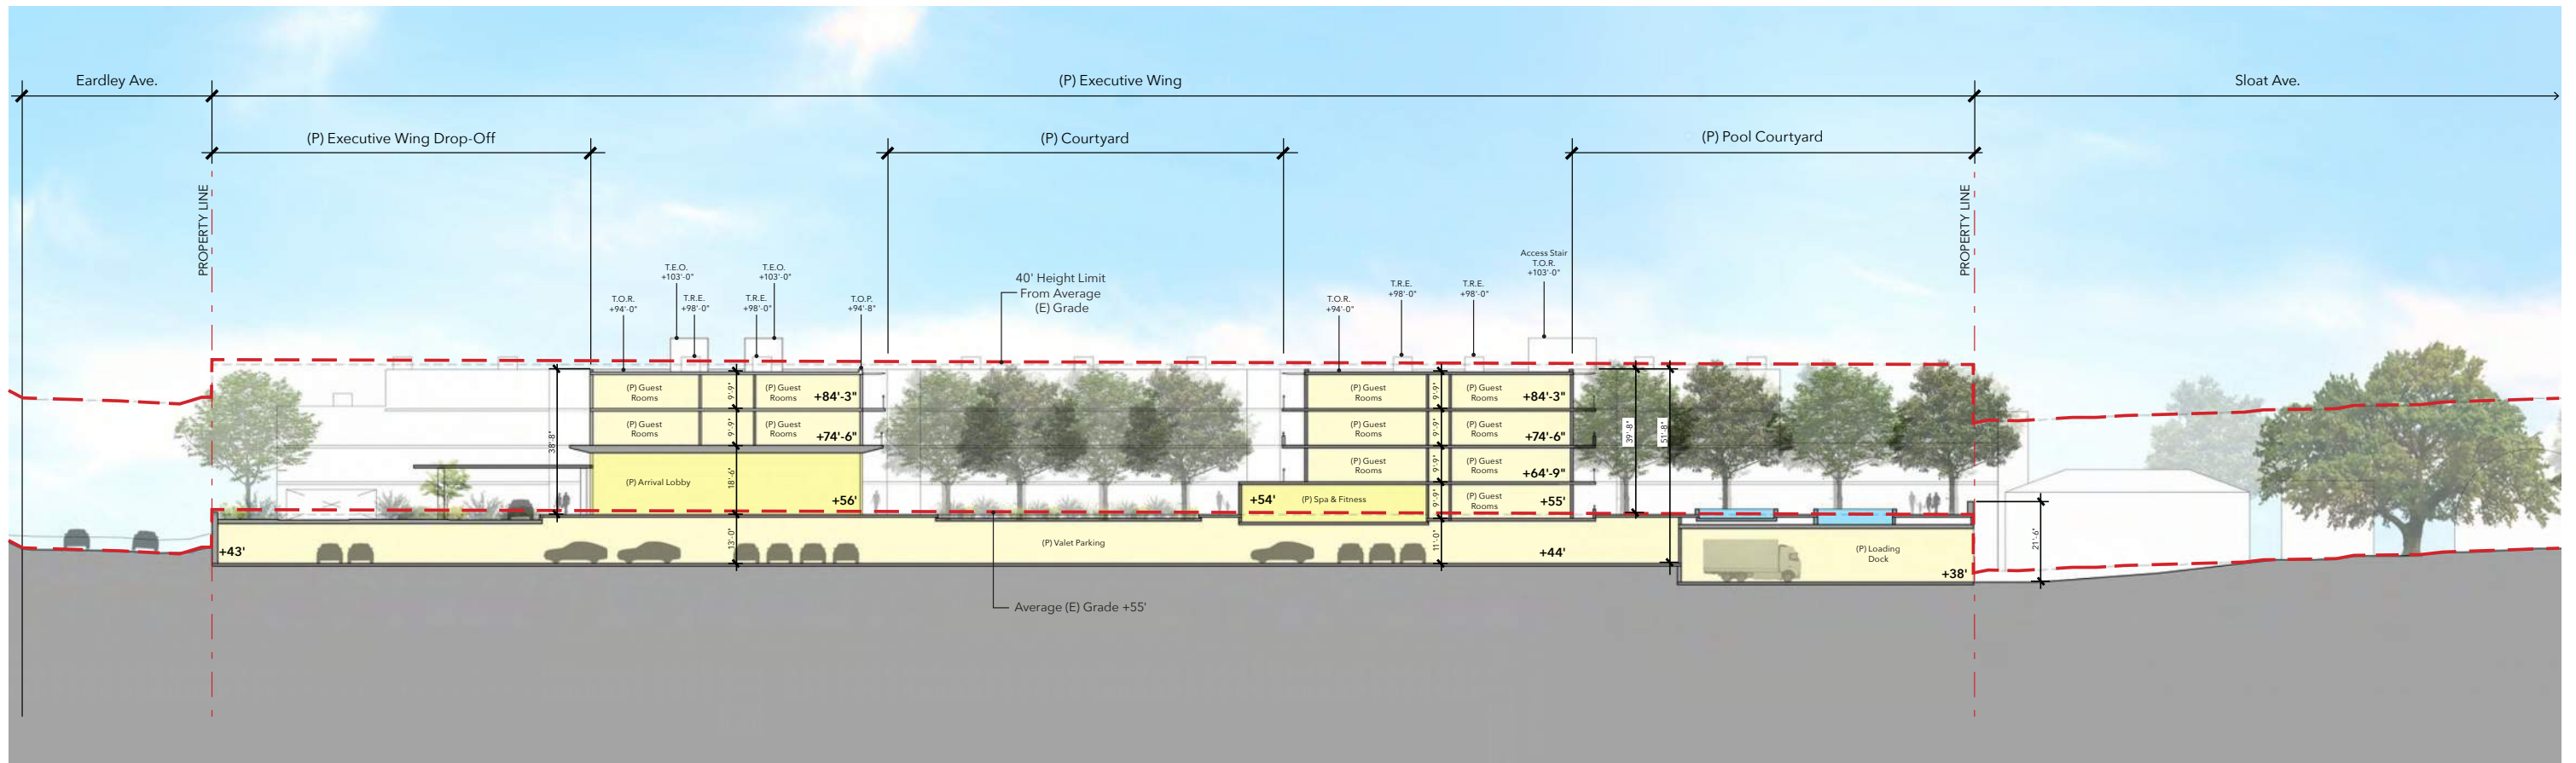 Eardley Ave.
(P) Executive Wing
Sloat Ave.
(P) Executive Wing Drop-Off
(P) Courtyard
(P) Pool Courtyard
PROPERTY LINE
PROPERTY LINE
T.E.O.
+103'-0"
T.E.O.
+103'-0"
T.O.R.
+94'-0"
T.R.E.
+98'-0"
T.R.E.
+98'-0"
T.O.P.
+94'-8"
40' Height Limit
From Average
(E) Grade
T.O.R.
+94'-0"
T.R.E.
+98'-0"
T.R.E.
+98'-0"
Access Stair
T.O.R.
+103'-0"
(P) Guest
Rooms
9'-9"
(P) Guest
Rooms
+84'-3"
(P) Guest
Rooms
9'-9"
(P) Guest
Rooms
+74'-6"
38'-8"
(P) Arrival Lobby
18'-6"
+56'
(P) Guest
Rooms
9'-9"
(P) Guest
Rooms
+84'-3"
(P) Guest
Rooms
9'-9"
(P) Guest
Rooms
+74'-6"
(P) Guest
Rooms
9'-9"
(P) Guest
Rooms
+64'-9"
+54'
(P) Spa & Fitness
9'-9"
(P) Guest
Rooms
+55'
39'-8"
51'-8"
21'-6"
+43'
13'-0"
(P) Valet Parking
11'-0"
+44'
(P) Loading
Dock
+38'
Average (E) Grade +55'